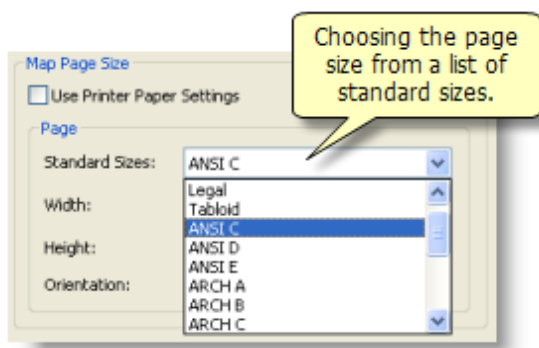 Choosing the page
size from a list of
standard sizes.
Map Page Size
Use Printer Paper Settings
Page
Standard Sizes: ANSI C
Legal
Width:
Tabloid
ANSI C
Height:
ANSI D
ANSI E
Orientation:
ARCH A
ARCH B
ARCH C